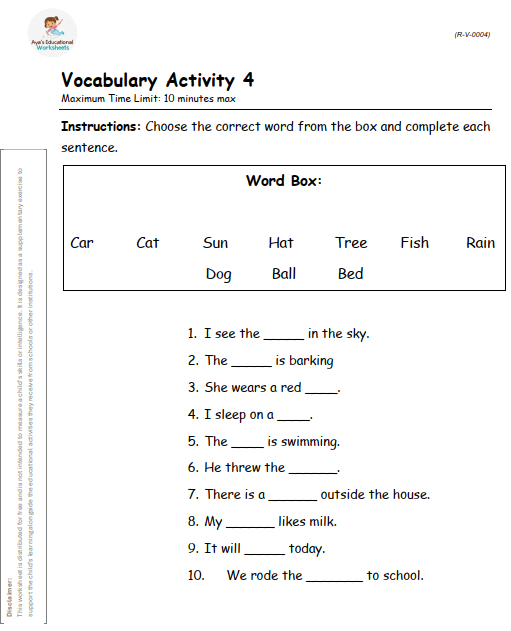 Aya's Educational
Worksheets
(R-V-0004)
Vocabulary Activity 4
Maximum Time Limit: 10 minutes max
Instructions: Choose the correct word from the box and complete each
sentence.
Word Box:
Car Cat Sun Hat Tree Fish Rain
Dog Ball Bed
1. I see the _____ in the sky.
2. The _____ is barking
3. She wears a red ____.
4. I sleep on a ____.
5. The ____ is swimming.
6. He threw the ______.
7. There is a ______ outside the house.
8. My ______ likes milk.
9. It will _____ today.
10. We rode the _______ to school.
Disclaimer:
This worksheet is distributed for free and is not intended to measure a child's skills or intelligence. It is designed as a supplementary exercise to
support the child's learning alongside the educational activities they receive from schools or other institutions.